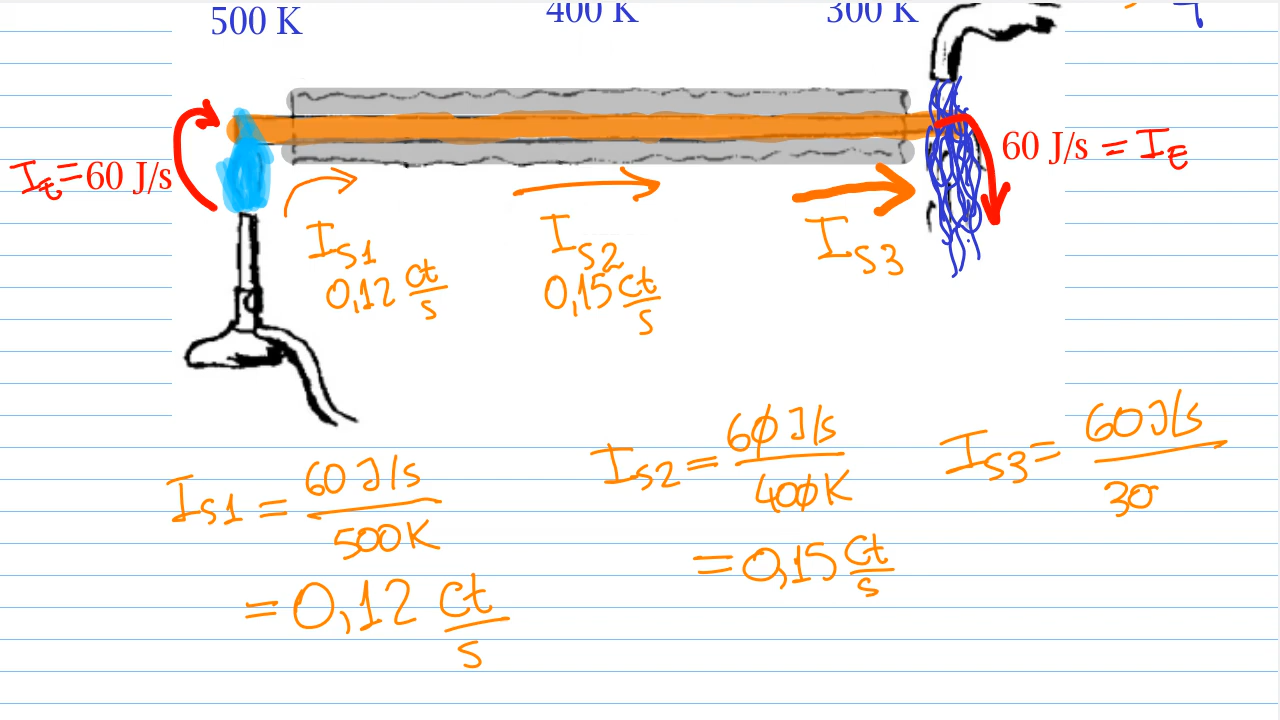 500 K 400 K 300 K
I_E = 60 J/s
60 J/s = I_E
I_S1 I_S2 I_S3
0,12 Ct/s 0,15 Ct/s
I_S1 = 60 J/s / 500 K
= 0,12 Ct/s
I_S2 = 60 J/s / 400 K
= 0,15 Ct/s
I_S3 = 60 J/s / 30